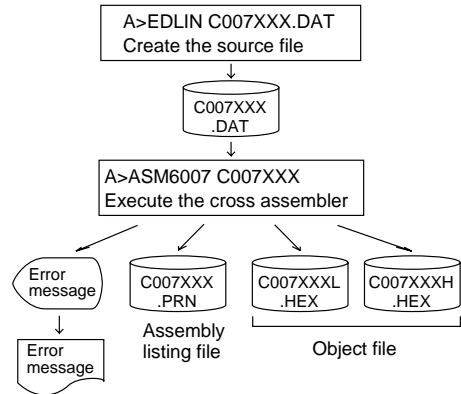 A>EDLIN C007XXX.DAT
Create the source file
C007XXX
.DAT
A>ASM6007 C007XXX
Execute the cross assembler
Error
message
C007XXX
.PRN
C007XXXL
.HEX
C007XXXH
.HEX
Assembly
listing file
Object file
Error
message